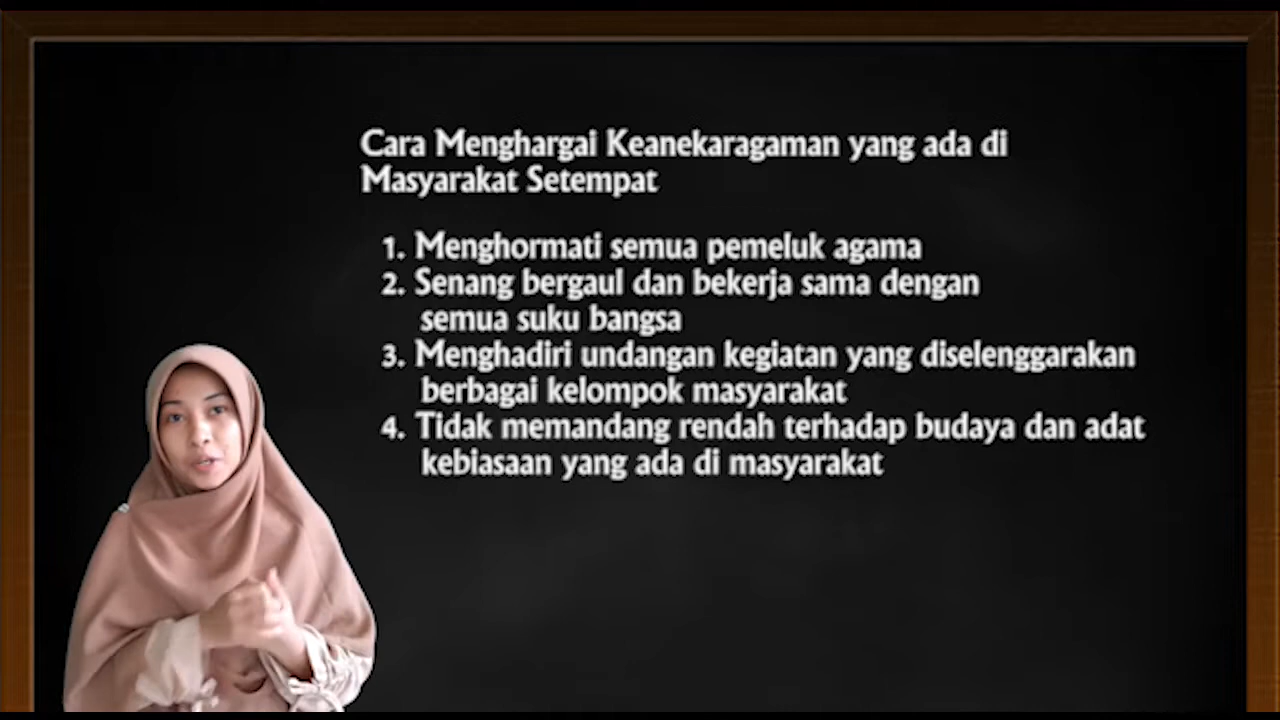 Cara Menghargai Keanekaragaman yang ada di
Masyarakat Setempat
1. Menghormati semua pemeluk agama
2. Senang bergaul dan bekerja sama dengan
semua suku bangsa
3. Menghadiri undangan kegiatan yang diselenggarakan
berbagai kelompok masyarakat
4. Tidak memandang rendah terhadap budaya dan adat
kebiasaan yang ada di masyarakat